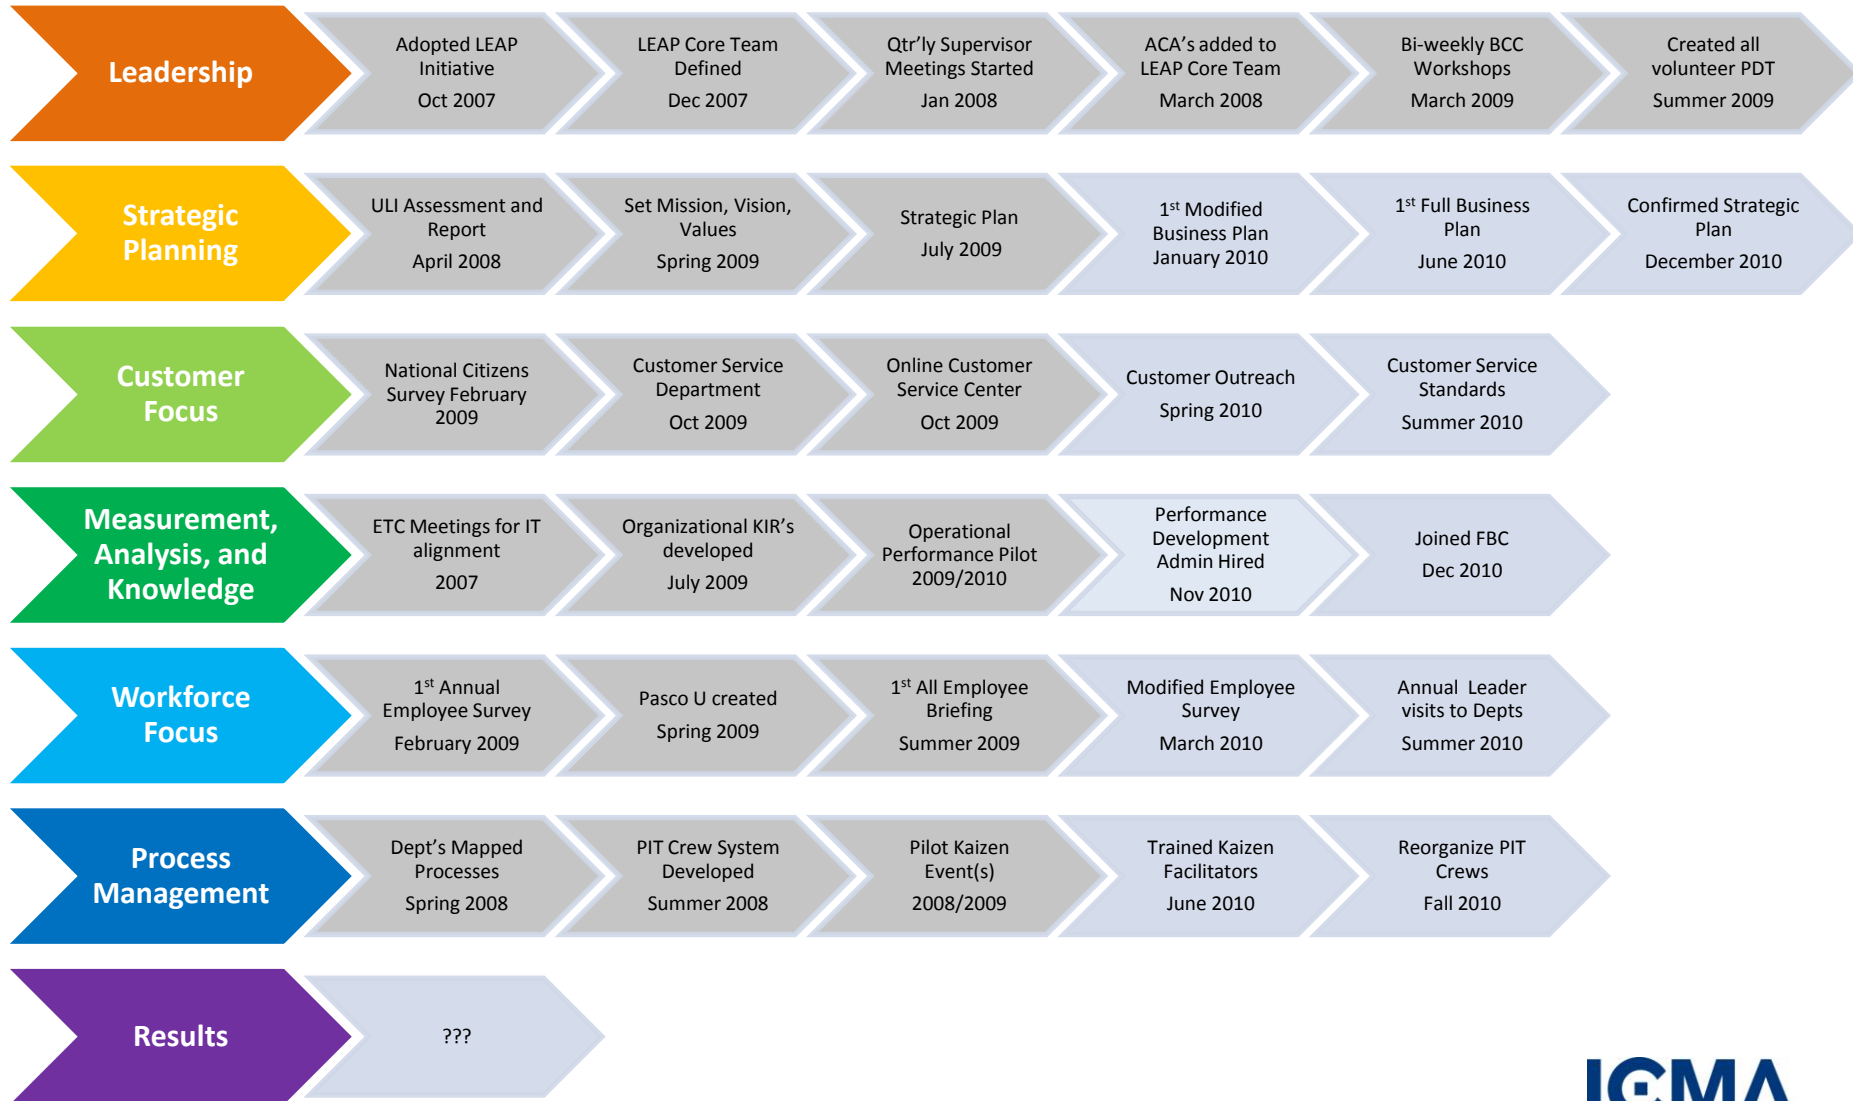 Leadership
Adopted LEAP
Initiative
Oct 2007
LEAP Core Team
Defined
Dec 2007
Qtr’ly Supervisor
Meetings Started
Jan 2008
ACA’s added to
LEAP Core Team
March 2008
Bi-weekly BCC
Workshops
March 2009
Created all
volunteer PDT
Summer 2009
Strategic
Planning
ULI Assessment and
Report
April 2008
Set Mission, Vision,
Values
Spring 2009
Strategic Plan
July 2009
1st Modified
Business Plan
January 2010
1st Full Business
Plan
June 2010
Confirmed Strategic
Plan
December 2010
Customer
Focus
National Citizens
Survey February
2009
Customer Service
Department
Oct 2009
Online Customer
Service Center
Oct 2009
Customer Outreach
Spring 2010
Customer Service
Standards
Summer 2010
Measurement,
Analysis, and
Knowledge
ETC Meetings for IT
alignment
2007
Organizational KIR’s
developed
July 2009
Operational
Performance Pilot
2009/2010
Performance
Development
Admin Hired
Nov 2010
Joined FBC
Dec 2010
Workforce
Focus
1st Annual
Employee Survey
February 2009
Pasco U created
Spring 2009
1st All Employee
Briefing
Summer 2009
Modified Employee
Survey
March 2010
Annual Leader
visits to Depts
Summer 2010
Process
Management
Dept’s Mapped
Processes
Spring 2008
PIT Crew System
Developed
Summer 2008
Pilot Kaizen
Event(s)
2008/2009
Trained Kaizen
Facilitators
June 2010
Reorganize PIT
Crews
Fall 2010
Results
???
ICMA